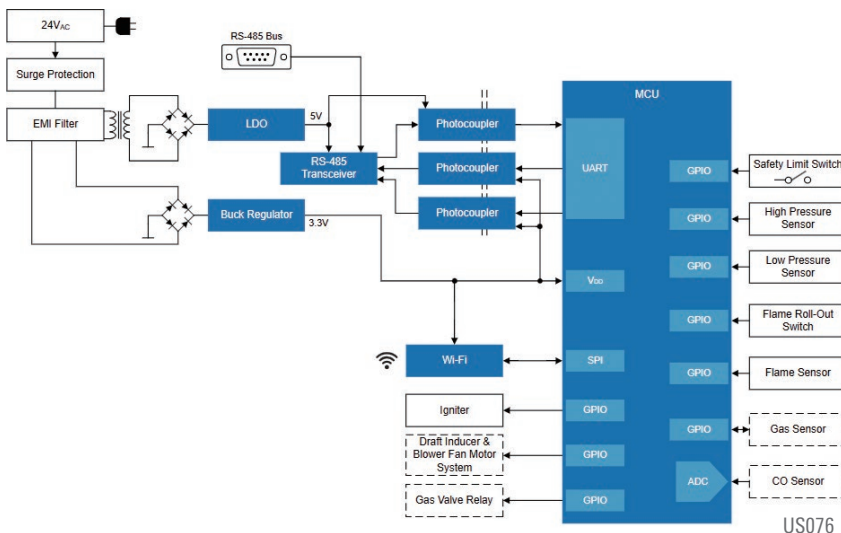 24VAC
Surge Protection
EMI Filter
RS-485 Bus
LDO
5V
RS-485
Transceiver
Buck Regulator
3.3V
Photocoupler
Photocoupler
Photocoupler
Wi-Fi
Igniter
Draft Inducer &
Blower Fan Motor
System
Gas Valve Relay
MCU
UART
VDD
SPI
GPIO
GPIO
GPIO
GPIO
GPIO
GPIO
GPIO
GPIO
GPIO
ADC
Safety Limit Switch
High Pressure
Sensor
Low Pressure
Sensor
Flame Roll-Out
Switch
Flame Sensor
Gas Sensor
CO Sensor
US076